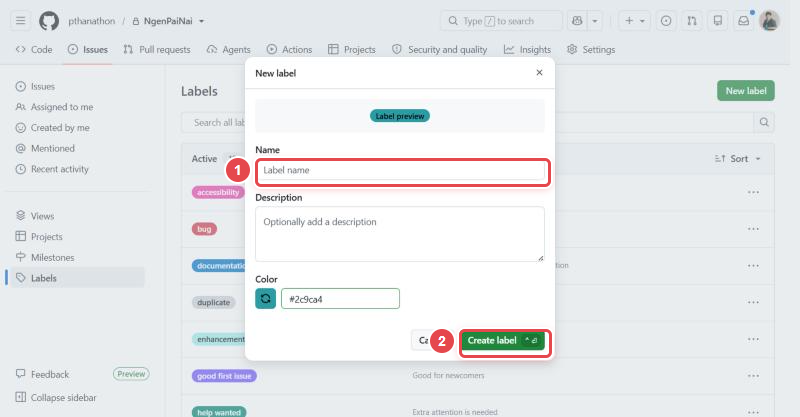 pthanathon / NgenPaiNai
Type / to search
Code
Issues
Pull requests
Agents
Actions
Projects
Security and quality
Insights
Settings
Issues
Assigned to me
Created by me
Mentioned
Recent activity
Views
Projects
Milestones
Labels
Feedback
Preview
Collapse sidebar
Labels
New label
Search all
Active
Sort
accessibility
bug
duplicate
enhancement
good first issue
Good for newcomers
help wanted
Extra attention is needed
New label
Label preview
Name
1
Label name
Description
Optionally add a description
Color
#2c9ca4
2
Create label